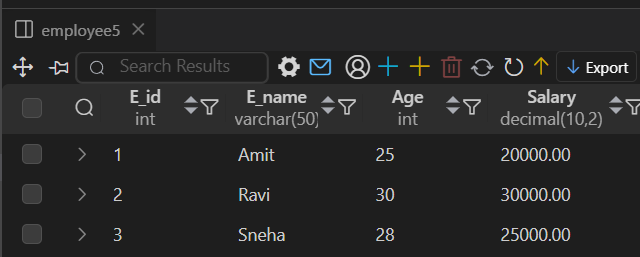 employee5
Search Results Export
E_id E_name Age Salary
int varchar(50) int decimal(10,2)
1 Amit 25 20000.00
2 Ravi 30 30000.00
3 Sneha 28 25000.00